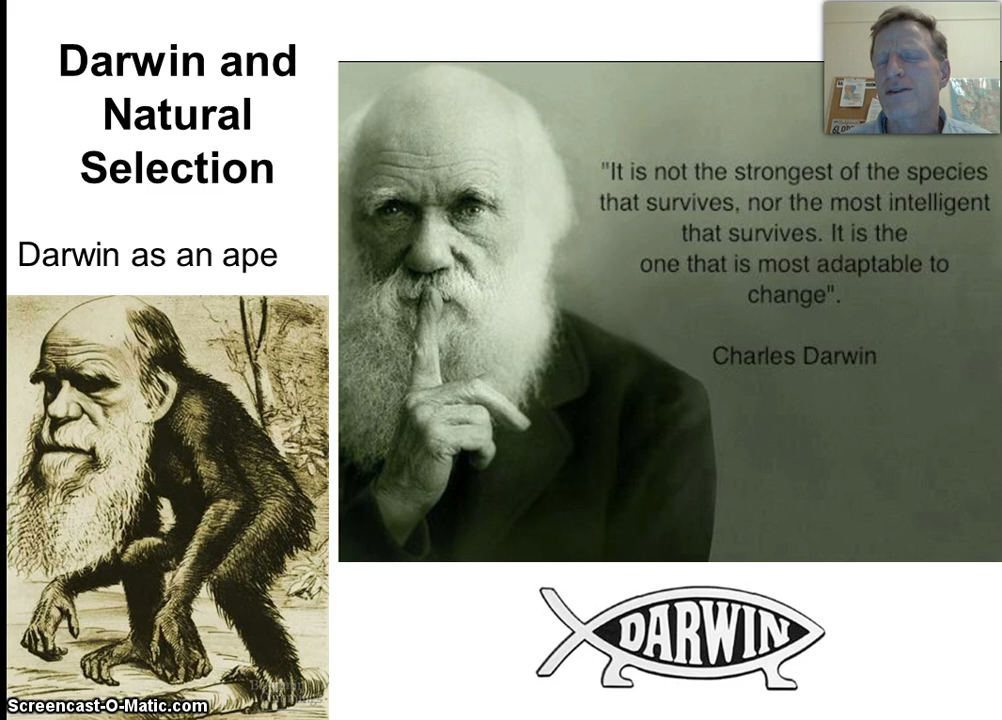 Darwin and
Natural
Selection
Darwin as an ape
"It is not the strongest of the species
that survives, nor the most intelligent
that survives. It is the
one that is most adaptable to
change".
Charles Darwin
DARWIN
Screencast-O-Matic.com